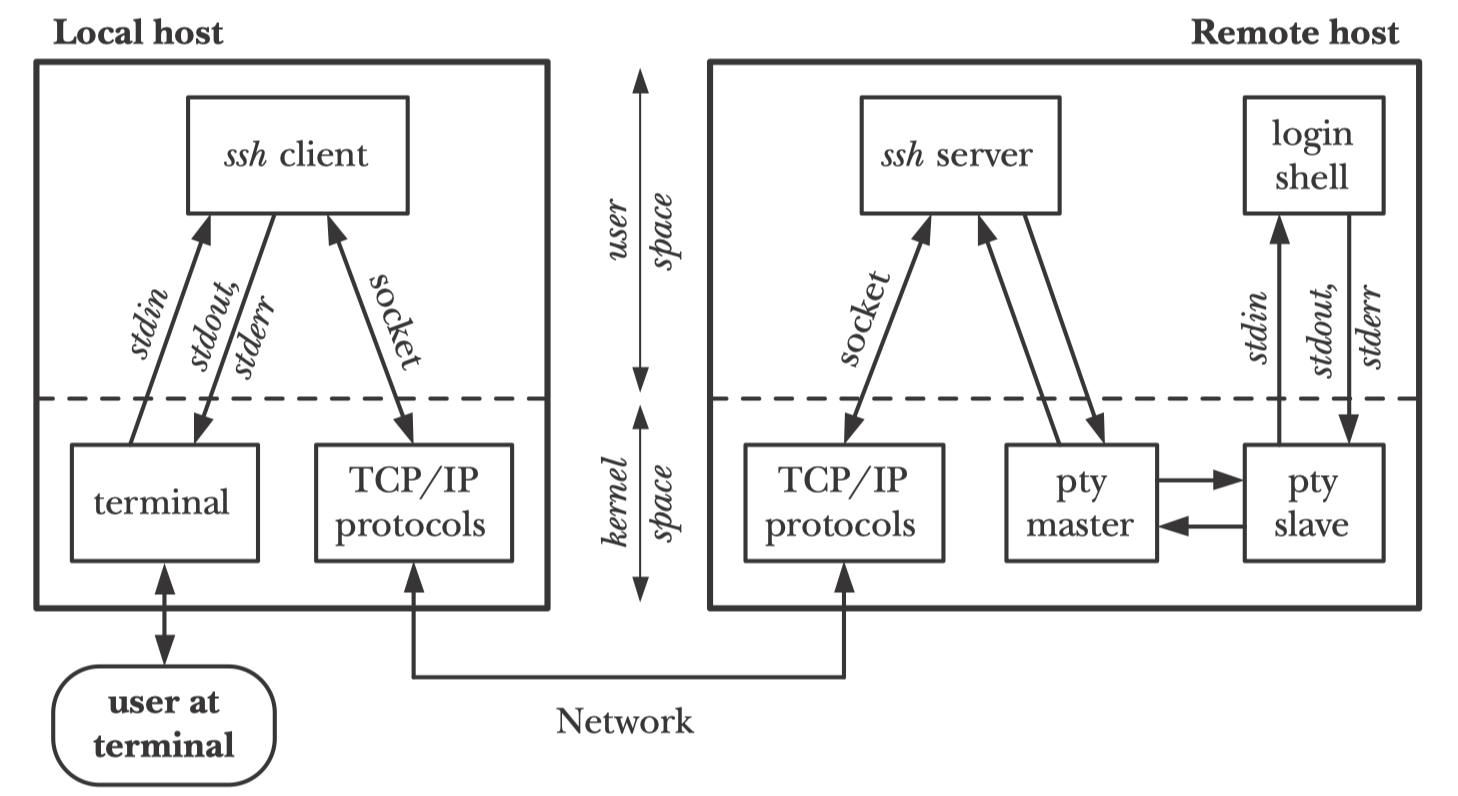 Local host
Remote host
ssh client
ssh server
login
shell
stdin
stdout,
stderr
socket
user
space
socket
stdin
stdout,
stderr
terminal
TCP/IP
protocols
kernel
space
TCP/IP
protocols
pty
master
pty
slave
user at
terminal
Network